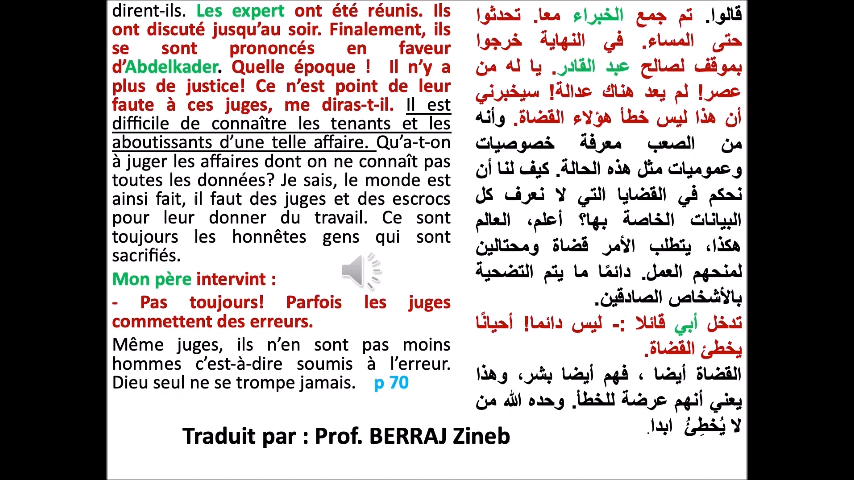 dirent-ils. Les expert ont été réunis. Ils
ont discuté jusqu'au soir. Finalement, ils
se sont prononcés en faveur
d'Abdelkader. Quelle époque ! Il n'y a
plus de justice! Ce n'est point de leur
faute à ces juges, me diras-t-il. Il est
difficile de connaître les tenants et les
aboutissants d'une telle affaire. Qu'a-t-on
à juger les affaires dont on ne connaît pas
toutes les données? Je sais, le monde est
ainsi fait, il faut des juges et des escrocs
pour leur donner du travail. Ce sont
toujours les honnêtes gens qui sont
sacrifiés.
Mon père intervint :
- Pas toujours! Parfois les juges
commettent des erreurs.
Même juges, ils n'en sont pas moins
hommes c'est-à-dire soumis à l'erreur.
Dieu seul ne se trompe jamais. p 70
قالوا. تم جمع الخبراء معا. تحدثوا
حتى المساء. في النهاية خرجوا
بموقف لصالح عبد القادر. يا له من
عصر! لم يعد هناك عدالة! سيخبرني
أن هذا ليس خطأ هؤلاء القضاة. وأنه
من الصعب معرفة خصوصيات
وعموميات مثل هذه الحالة. كيف لنا أن
نحكم في القضايا التي لا نعرف كل
البيانات الخاصة بها؟ أعلم، العالم
هكذا، يتطلب الأمر قضاة ومحتالين
لمنحهم العمل. دائمًا ما يتم التضحية
بالأشخاص الصادقين.
تدخل أبي قائلا :- ليس دائما! أحيانًا
يخطئ القضاة.
القضاة أيضا ، فهم أيضا بشر، وهذا
يعني أنهم عرضة للخطأ. وحده الله من
لا يُخطِئُ ابدا.
Traduit par : Prof. BERRAJ Zineb